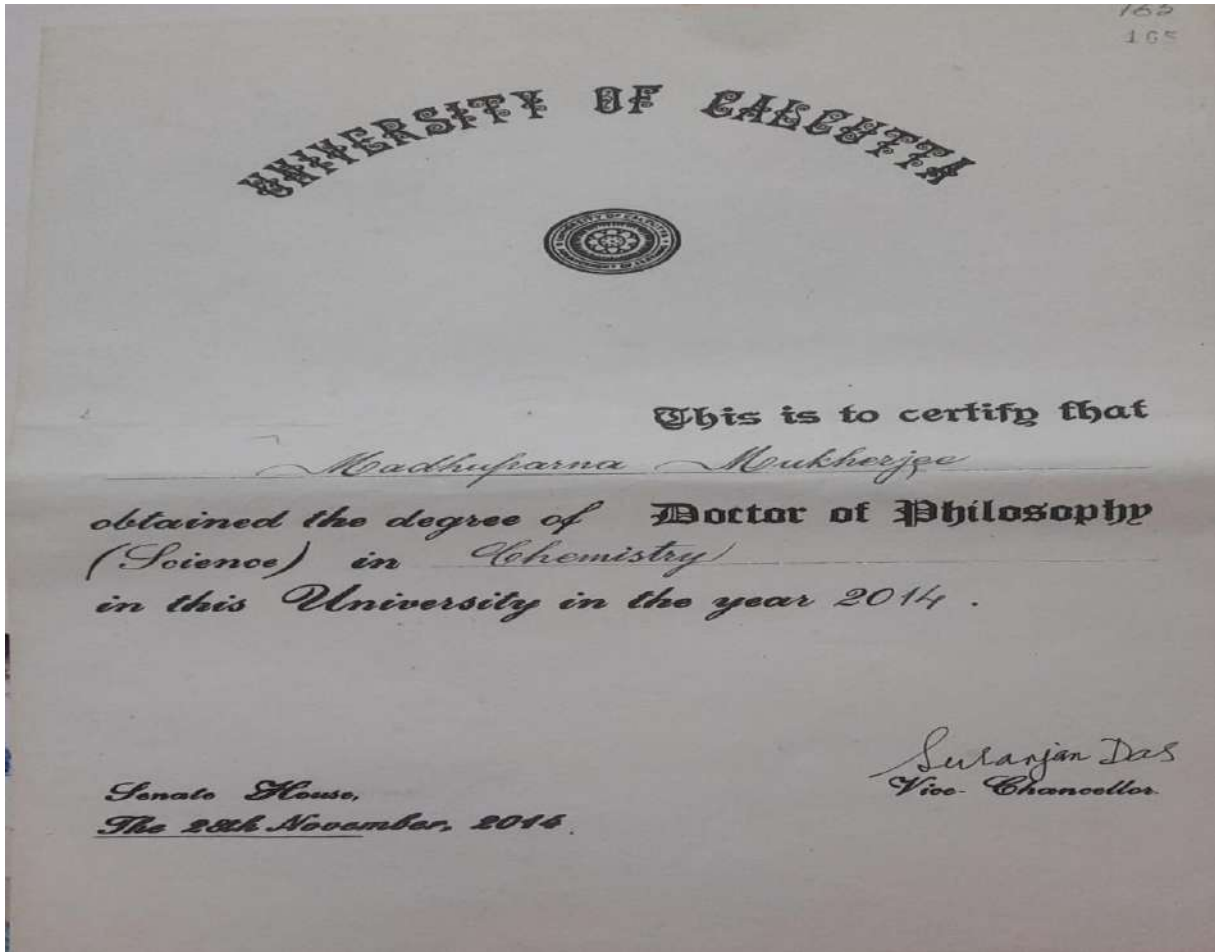 165
UNIVERSITY OF CALCUTTA
This is to certify that
Madhuparna Mukherjee
obtained the degree of Doctor of Philosophy
(Science) in Chemistry
in this University in the year 2014.
Suranjan Das
Vice-Chancellor
Senate House,
The 28th November, 2014.